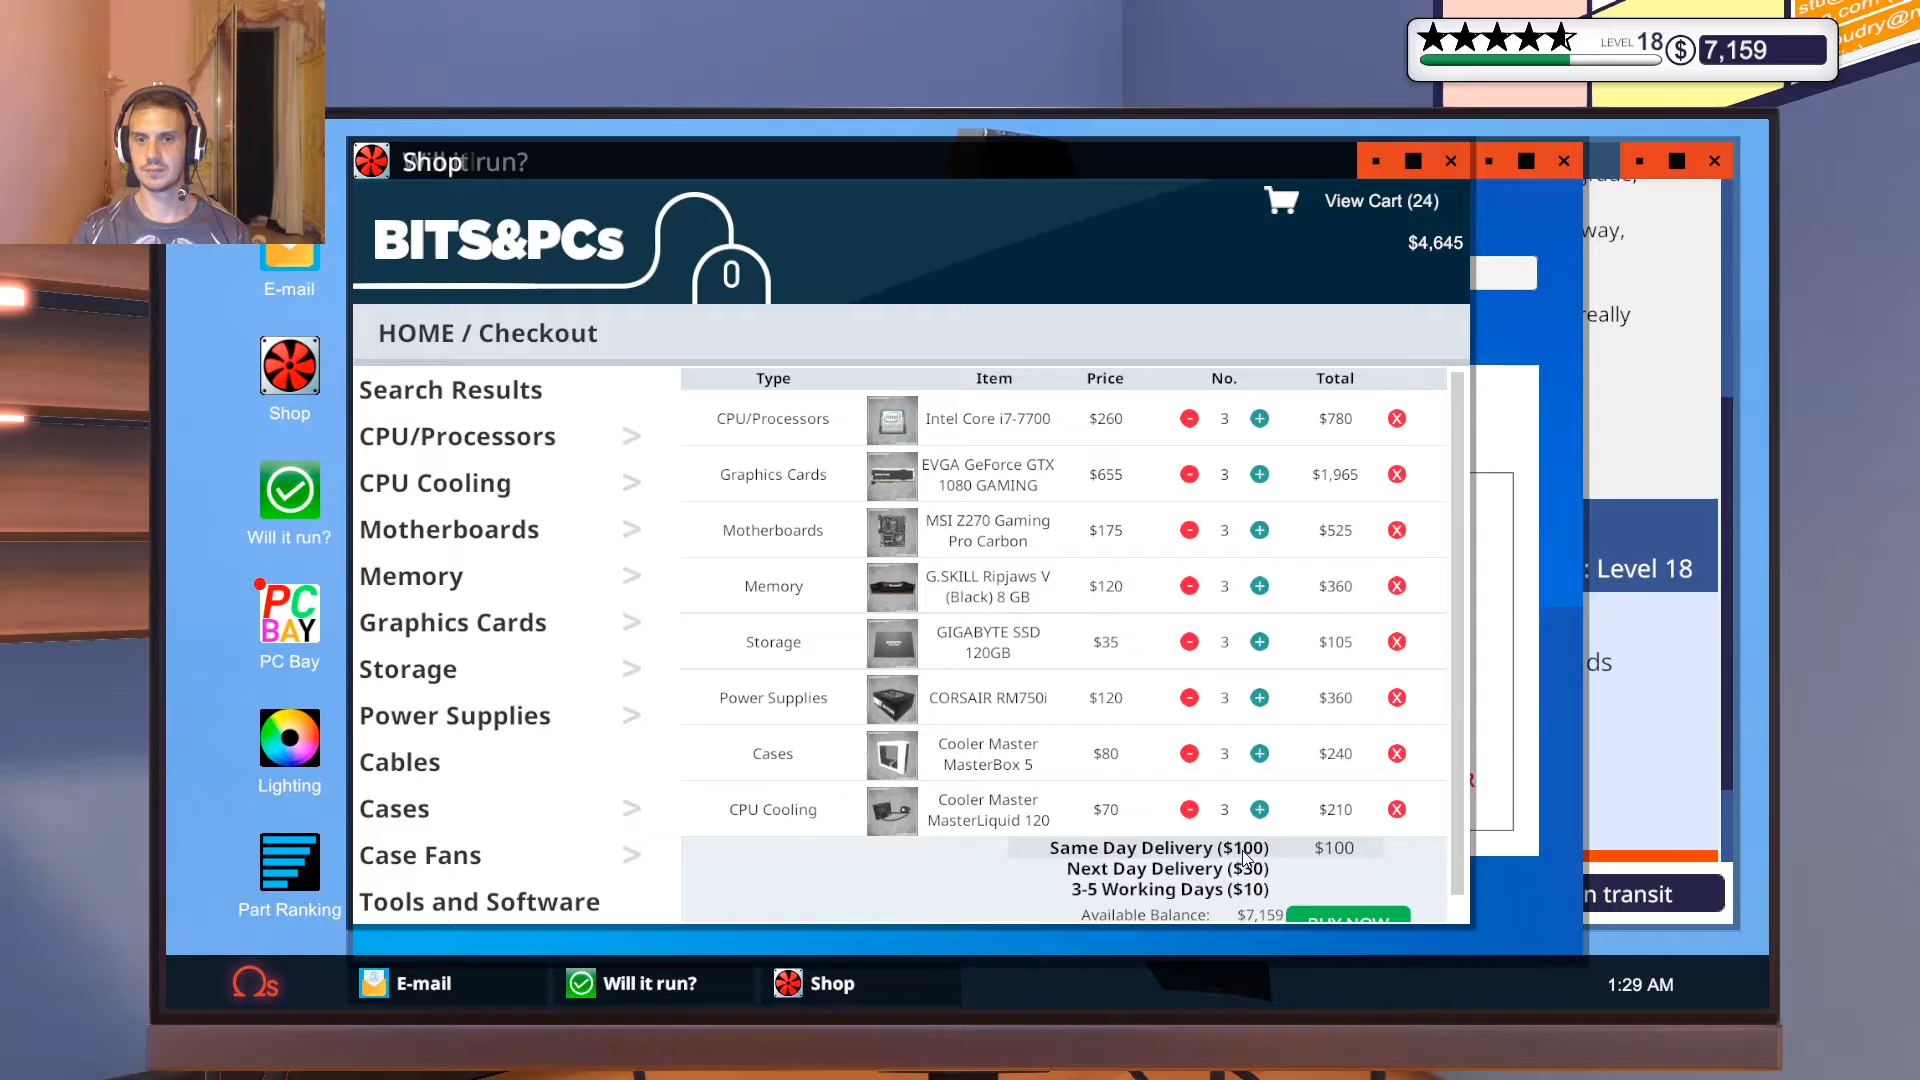 LEVEL 18 $ 7,159
Shop
BITS&PCs
View Cart (24)
$4,645
HOME / Checkout
Search Results
CPU/Processors >
CPU Cooling >
Motherboards >
Memory >
Graphics Cards >
Storage >
Power Supplies >
Cables
Cases >
Case Fans >
Tools and Software
Type Item Price No. Total
CPU/Processors Intel Core i7-7700 $260 - 3 + $780 X
Graphics Cards EVGA GeForce GTX 1080 GAMING $655 - 3 + $1,965 X
Motherboards MSI Z270 Gaming Pro Carbon $175 - 3 + $525 X
Memory G.SKILL Ripjaws V (Black) 8 GB $120 - 3 + $360 X
Storage GIGABYTE SSD 120GB $35 - 3 + $105 X
Power Supplies CORSAIR RM750i $120 - 3 + $360 X
Cases Cooler Master MasterBox 5 $80 - 3 + $240 X
CPU Cooling Cooler Master MasterLiquid 120 $70 - 3 + $210 X
Same Day Delivery ($100) $100
Next Day Delivery ($30)
3-5 Working Days ($10)
Available Balance: $7,159 BUY NOW
way,
really
: Level 18
ds
n transit
E-mail
Shop
Will it run?
PC BAY
PC Bay
Lighting
Part Ranking
Ωs E-mail Will it run? Shop 1:29 AM